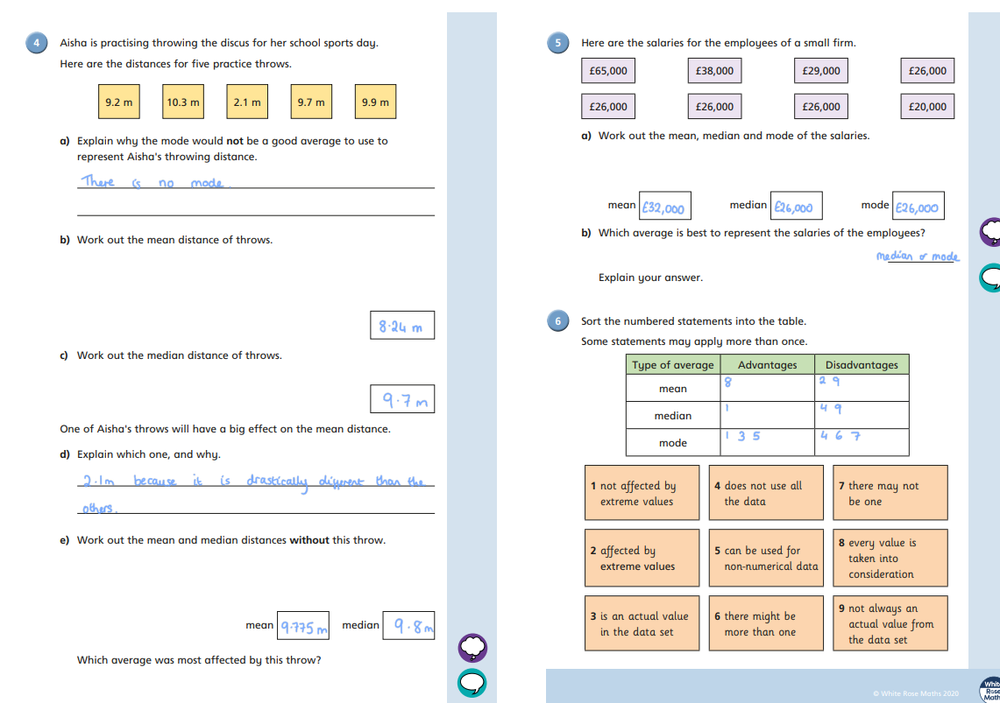 4 Aisha is practising throwing the discus for her school sports day.
Here are the distances for five practice throws.
9.2 m 10.3 m 2.1 m 9.7 m 9.9 m
a) Explain why the mode would not be a good average to use to
represent Aisha's throwing distance.
There is no mode.
b) Work out the mean distance of throws.
8.24 m
c) Work out the median distance of throws.
9.7 m
One of Aisha's throws will have a big effect on the mean distance.
d) Explain which one, and why.
2.1m because it is drastically different than the
others.
e) Work out the mean and median distances without this throw.
mean 9.775 m median 9.8m
Which average was most affected by this throw?
5 Here are the salaries for the employees of a small firm.
£65,000 £38,000 £29,000 £26,000
£26,000 £26,000 £26,000 £20,000
a) Work out the mean, median and mode of the salaries.
mean £32,000 median £26,000 mode £26,000
b) Which average is best to represent the salaries of the employees?
median or mode
Explain your answer.
6 Sort the numbered statements into the table.
Some statements may apply more than once.
Type of average Advantages Disadvantages
mean 8 2 9
median 1 4 9
mode 1 3 5 4 6 7
1 not affected by
extreme values
4 does not use all
the data
7 there may not
be one
2 affected by
extreme values
5 can be used for
non-numerical data
8 every value is
taken into
consideration
3 is an actual value
in the data set
6 there might be
more than one
9 not always an
actual value from
the data set
© White Rose Maths 2020
White
Rose
Maths